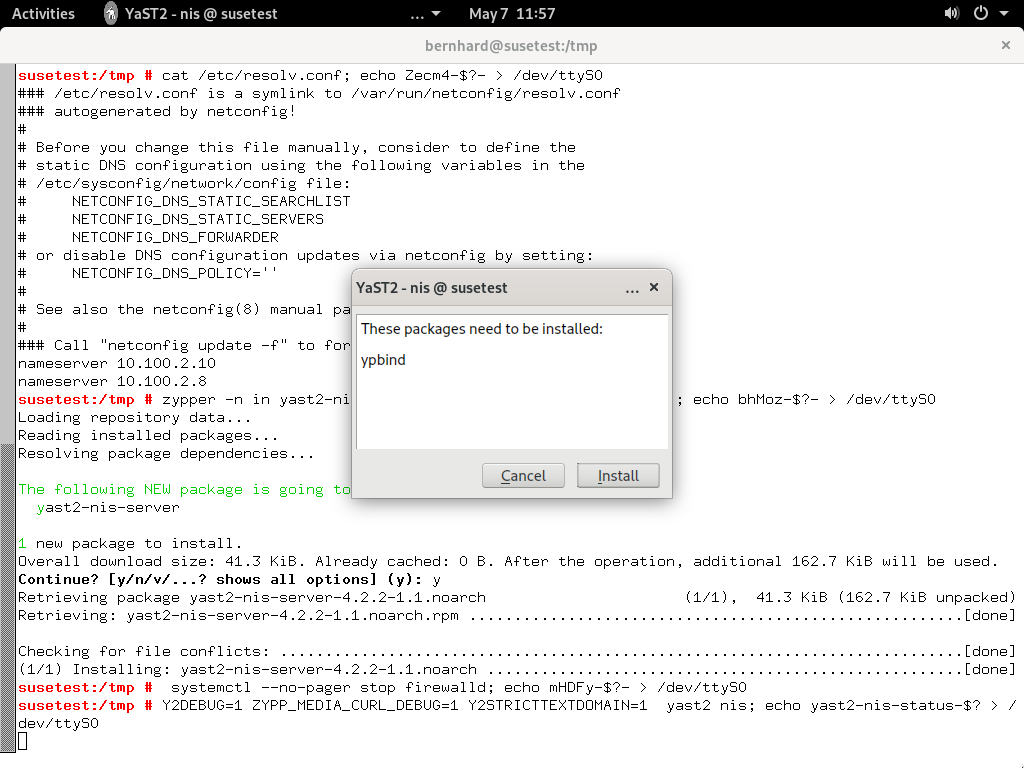 Activities YaST2 - nis @ susetest ... May 7 11:57
bernhard@susetest:/tmp ×
susetest:/tmp # cat /etc/resolv.conf; echo Zecm4-$?- > /dev/ttyS0
### /etc/resolv.conf is a symlink to /var/run/netconfig/resolv.conf
### autogenerated by netconfig!
#
# Before you change this file manually, consider to define the
# static DNS configuration using the following variables in the
# /etc/sysconfig/network/config file:
#     NETCONFIG_DNS_STATIC_SEARCHLIST
#     NETCONFIG_DNS_STATIC_SERVERS
#     NETCONFIG_DNS_FORWARDER
# or disable DNS configuration updates via netconfig by setting:
#     NETCONFIG_DNS_POLICY=''
#
# See also the netconfig(8) manual pa
#
### Call "netconfig update -f" to for
nameserver 10.100.2.10
nameserver 10.100.2.8
susetest:/tmp # zypper -n in yast2-ni ; echo bhMoz-$?- > /dev/ttyS0
Loading repository data...
Reading installed packages...
Resolving package dependencies...
The following NEW package is going to
  yast2-nis-server
1 new package to install.
Overall download size: 41.3 KiB. Already cached: 0 B. After the operation, additional 162.7 KiB will be used.
Continue? [y/n/v/...? shows all options] (y): y
Retrieving package yast2-nis-server-4.2.2-1.1.noarch (1/1),  41.3 KiB (162.7 KiB unpacked)
Retrieving: yast2-nis-server-4.2.2-1.1.noarch.rpm .......................................................[done]
Checking for file conflicts: ............................................................................[done]
(1/1) Installing: yast2-nis-server-4.2.2-1.1.noarch .....................................................[done]
susetest:/tmp #  systemctl --no-pager stop firewalld; echo mHDFy-$?- > /dev/ttyS0
susetest:/tmp # Y2DEBUG=1 ZYPP_MEDIA_CURL_DEBUG=1 Y2STRICTTEXTDOMAIN=1  yast2 nis; echo yast2-nis-status-$? > /
dev/ttyS0
YaST2 - nis @ susetest ... ×
These packages need to be installed:
ypbind
Cancel Install